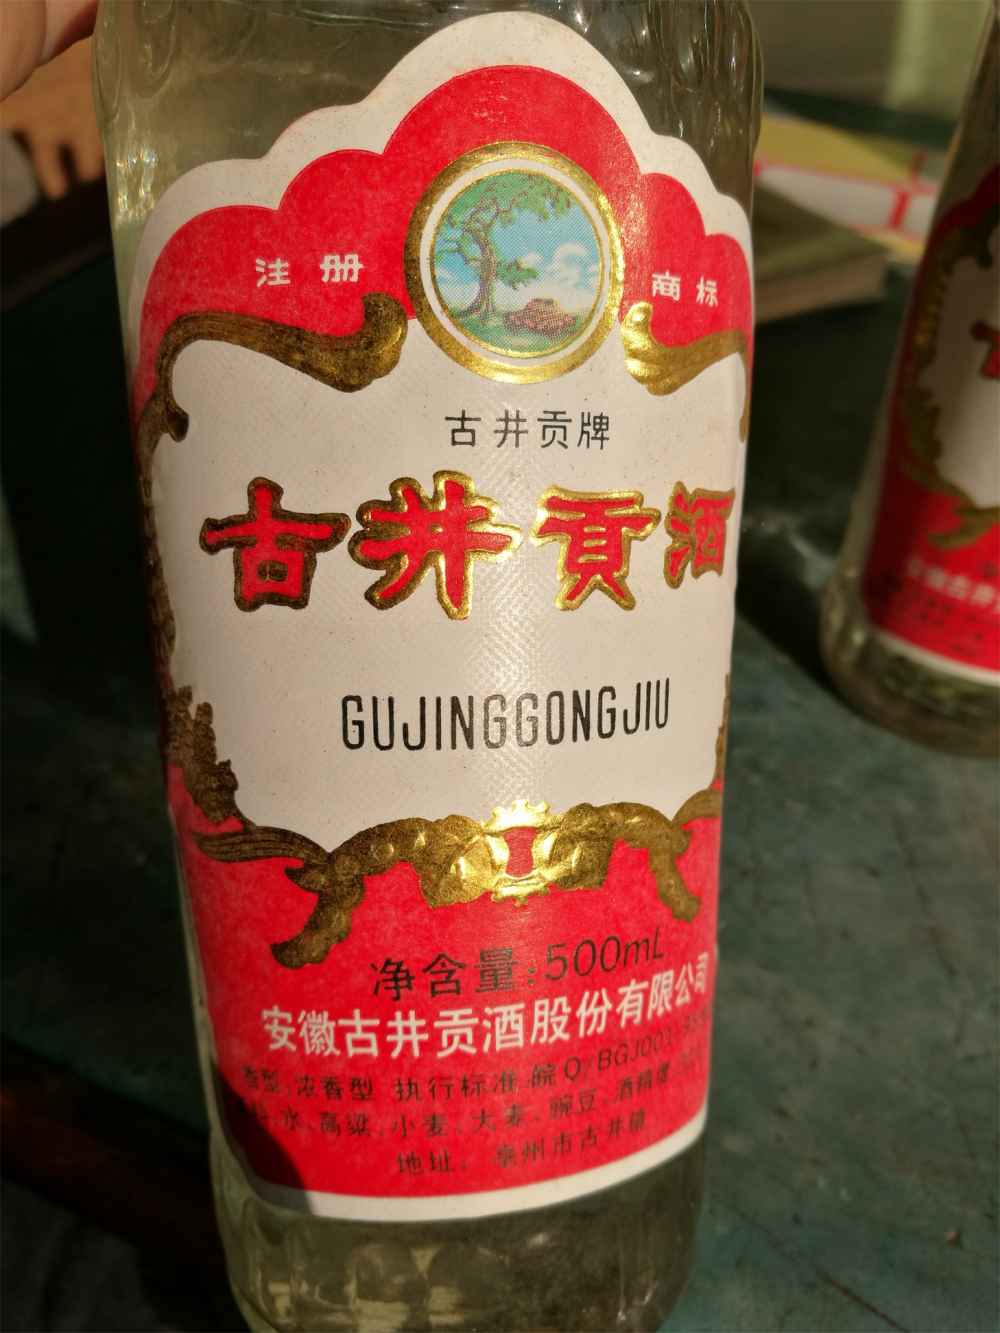 注册 商标
古井贡牌
古井貢酒
GUJINGGONGJIU
净含量:500mL
安徽古井贡酒股份有限公司
香型:浓香型 执行标准:皖Q/BGJ001
水、高粱、小麦、大麦、豌豆、酒精度
地址:亳州市古井镇